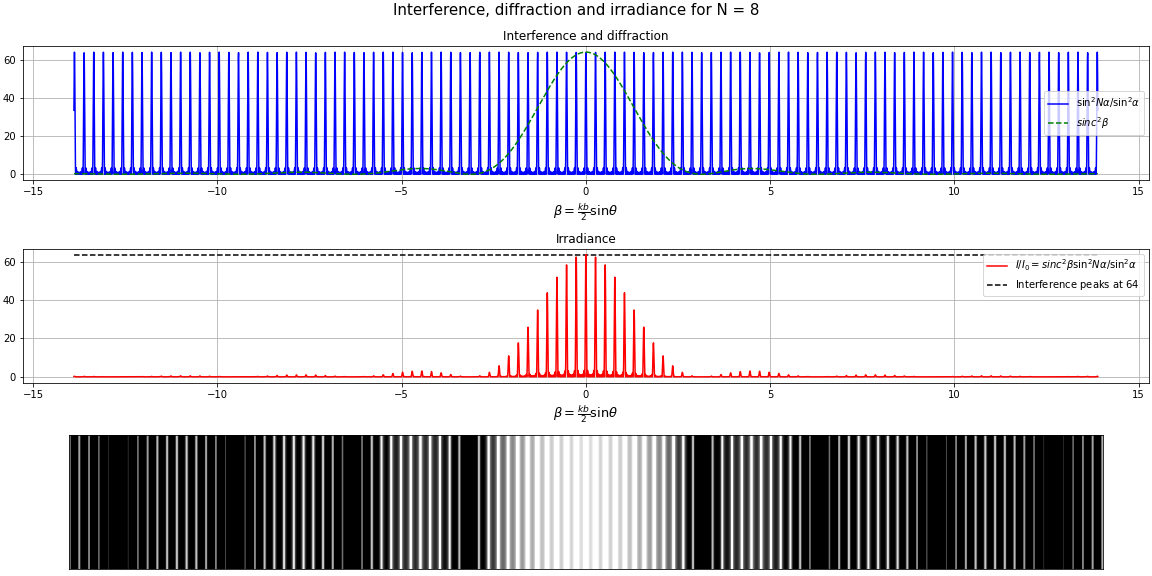 Interference, diffraction and irradiance for N = 8
Interference and diffraction
60
40
20
0
sin²Nα/sin²α
sinc²β
−15 −10 −5 0 5 10 15
β = kb/2 sinθ
Irradiance
60
40
20
0
I/I₀ = sinc²βsin²Nα/sin²α
Interference peaks at 64
−15 −10 −5 0 5 10 15
β = kb/2 sinθ